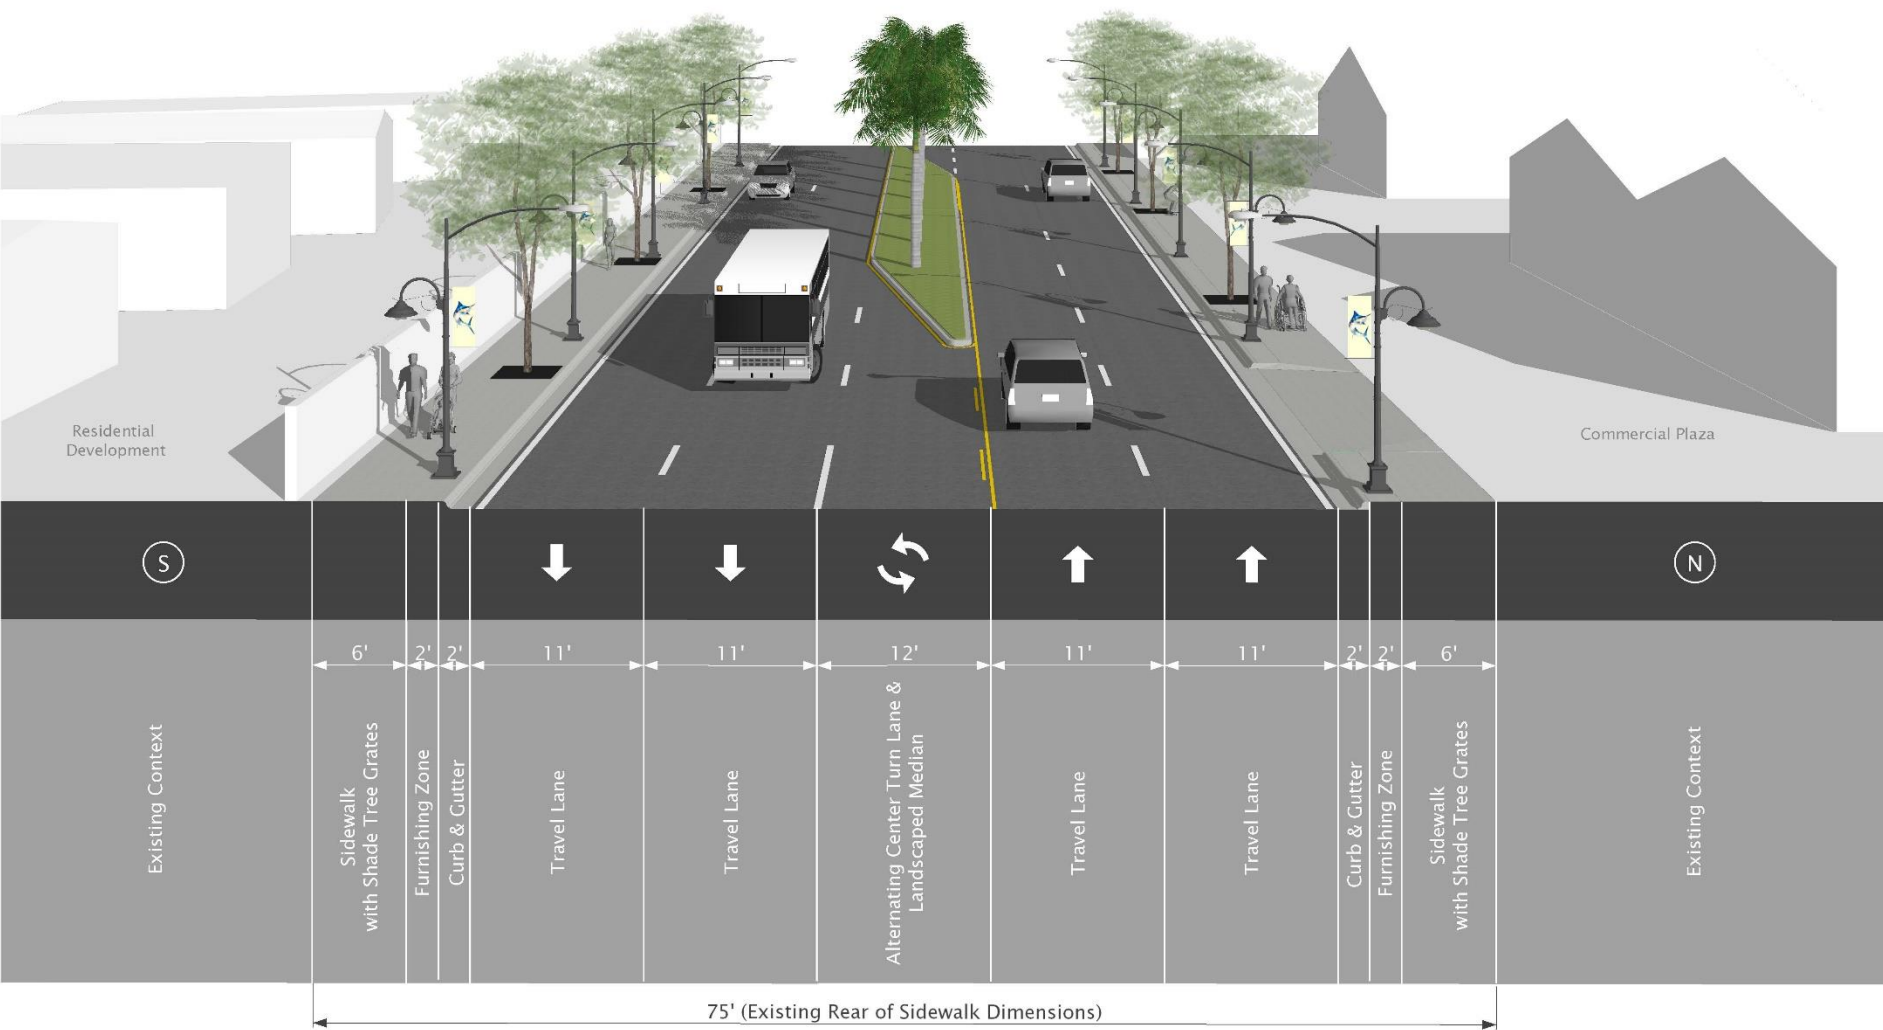 Residential
Development
Commercial Plaza
S
N
6'
2'
2'
11'
11'
12'
11'
11'
2'
2'
6'
Existing Context
Sidewalk
with Shade Tree Grates
Furnishing Zone
Curb & Gutter
Travel Lane
Travel Lane
Alternating Center Turn Lane &
Landscaped Median
Travel Lane
Travel Lane
Curb & Gutter
Furnishing Zone
Sidewalk
with Shade Tree Grates
Existing Context
75' (Existing Rear of Sidewalk Dimensions)